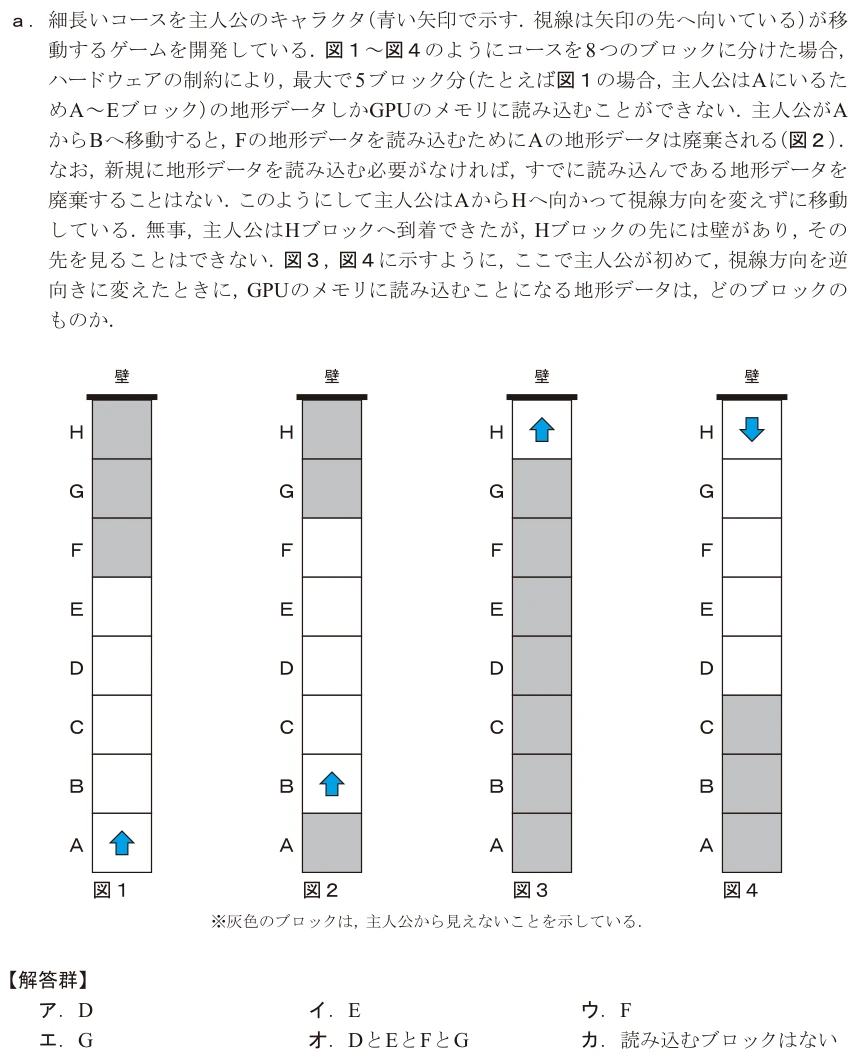 a．細長いコースを主人公のキャラクタ(青い矢印で示す．視線は矢印の先へ向いている)が移
動するゲームを開発している．図1～図4のようにコースを8つのブロックに分けた場合，
ハードウェアの制約により，最大で5ブロック分(たとえば図1の場合，主人公はAにいるた
めA～Eブロック)の地形データしかGPUのメモリに読み込むことができない．主人公がA
からBへ移動すると，Fの地形データを読み込むためにAの地形データは廃棄される(図2)．
なお，新規に地形データを読み込む必要がなければ，すでに読み込んである地形データを
廃棄することはない．このようにして主人公はAからHへ向かって視線方向を変えずに移動
している．無事，主人公はHブロックへ到着できたが，Hブロックの先には壁があり，その
先を見ることはできない．図3，図4に示すように，ここで主人公が初めて，視線方向を逆
向きに変えたときに，GPUのメモリに読み込むことになる地形データは，どのブロックの
ものか．
壁 壁 壁 壁
H H H H
G G G G
F F F F
E E E E
D D D D
C C C C
B B B B
A A A A
図1 図2 図3 図4
※灰色のブロックは，主人公から見えないことを示している．
【解答群】
ア．D イ．E ウ．F
エ．G オ．DとEとFとG カ．読み込むブロックはない